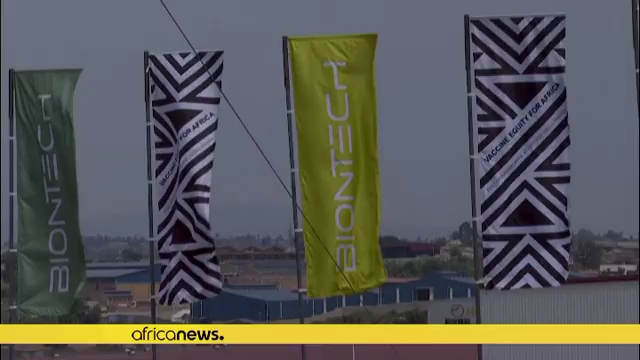 BIONTECH
VACCINE EQUITY FOR AFRICA
BIONTECH
VACCINE EQUITY FOR AFRICA
africanews.